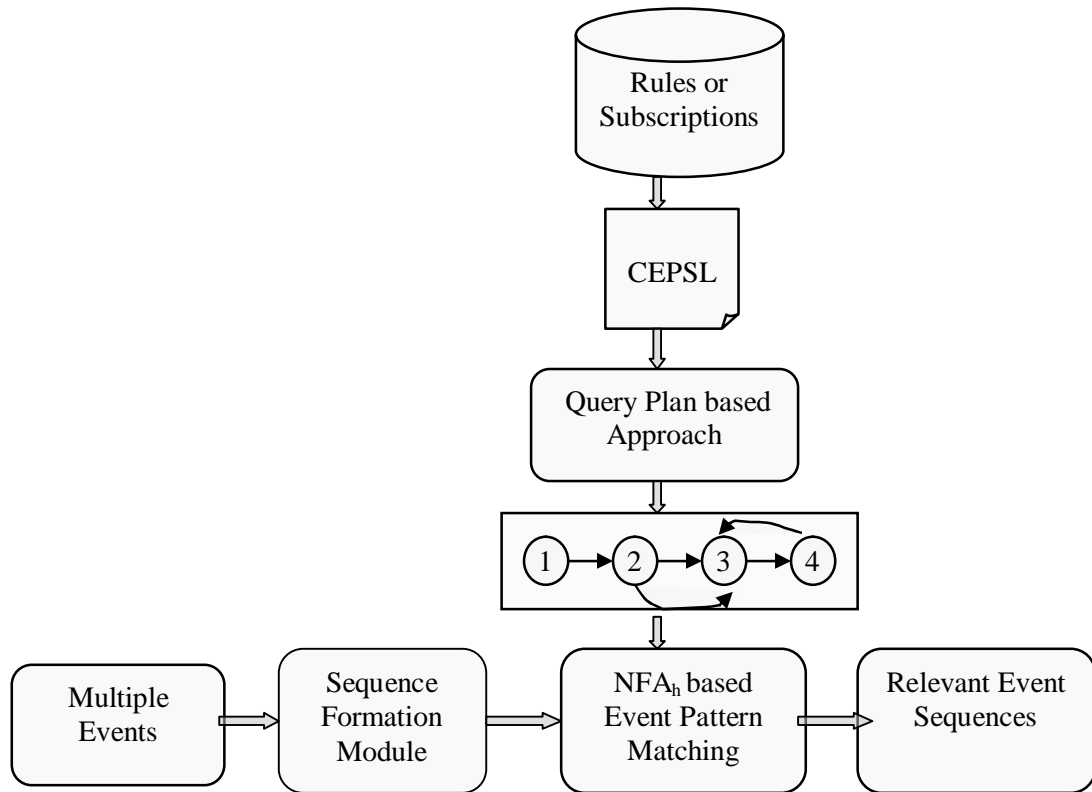 Rules or
Subscriptions
CEPSL
Query Plan based
Approach
1 2 3 4
Multiple
Events
Sequence
Formation
Module
NFAh based
Event Pattern
Matching
Relevant Event
Sequences